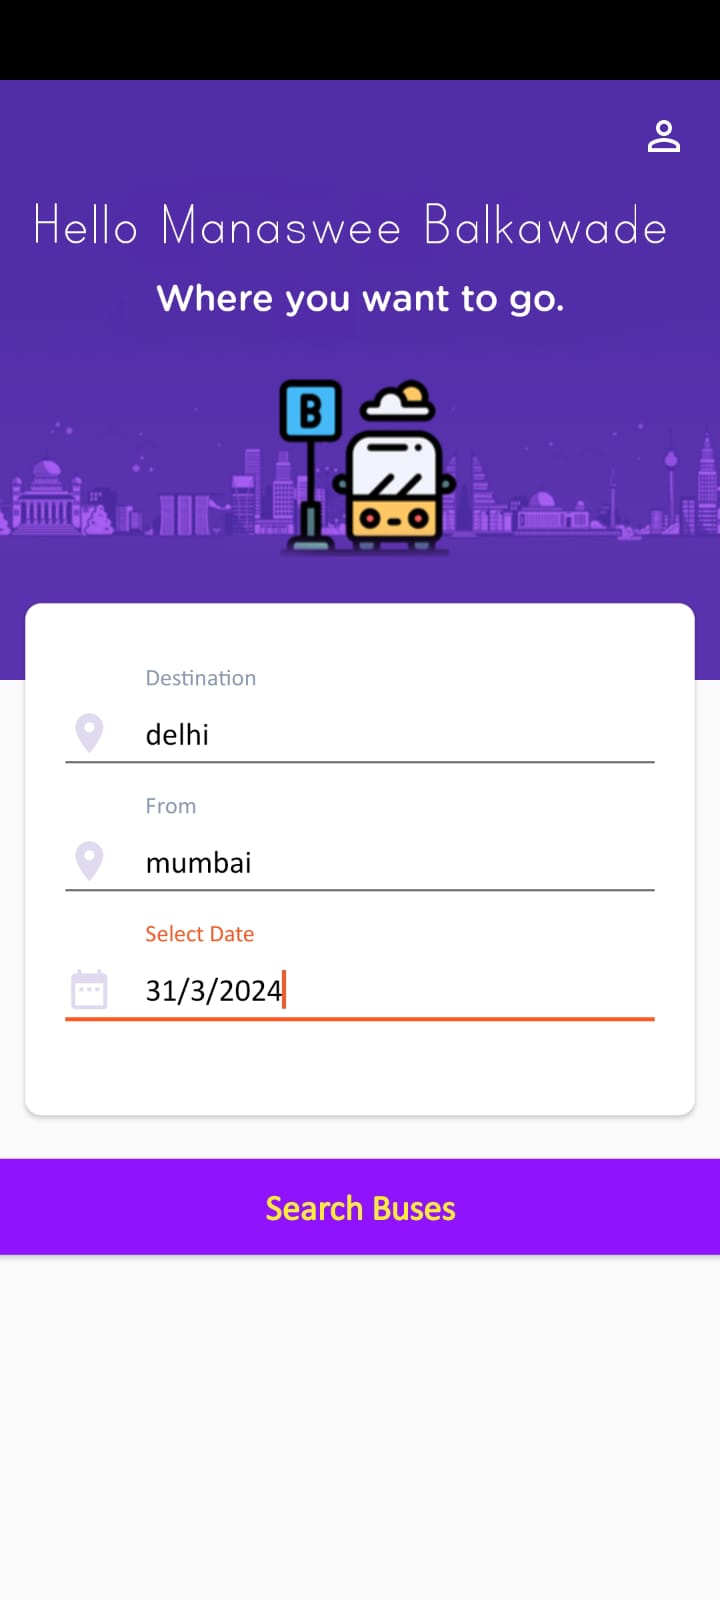 Hello Manaswee Balkawade
Where you want to go.
B
Destination
delhi
From
mumbai
Select Date
31/3/2024
Search Buses